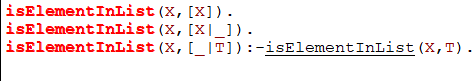 isElementInList(X,[X]).
isElementInList(X,[X|_]).
isElementInList(X,[_|T]):-isElementInList(X,T).